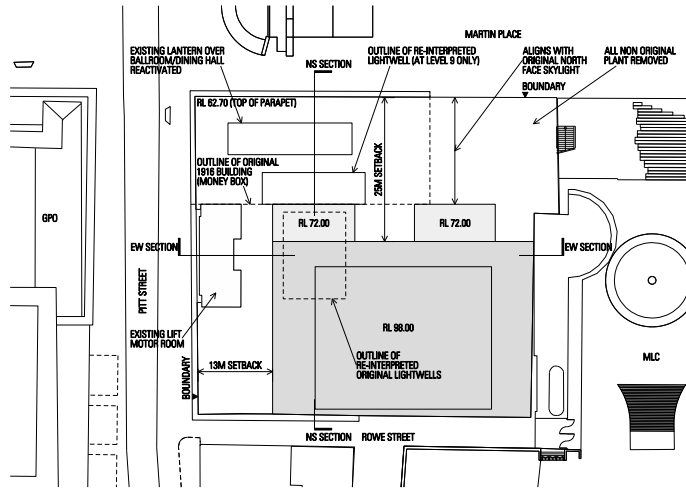 MARTIN PLACE
EXISTING LANTERN OVER
BALLROOM/DINING HALL
REACTIVATED
NS SECTION
OUTLINE OF RE-INTERPRETED
LIGHTWELL (AT LEVEL 9 ONLY)
ALIGNS WITH
ORIGINAL NORTH
FACE SKYLIGHT
ALL NON ORIGINAL
PLANT REMOVED
BOUNDARY
RL 62.70 (TOP OF PARAPET)
OUTLINE OF ORIGINAL
1916 BUILDING
(MONEY BOX)
25M SETBACK
GPO
RL 72.00
RL 72.00
EW SECTION
EW SECTION
PITT STREET
RL 98.00
EXISTING LIFT
MOTOR ROOM
OUTLINE OF
RE-INTERPRETED
ORIGINAL LIGHTWELLS
MLC
13M SETBACK
BOUNDARY
NS SECTION
ROWE STREET